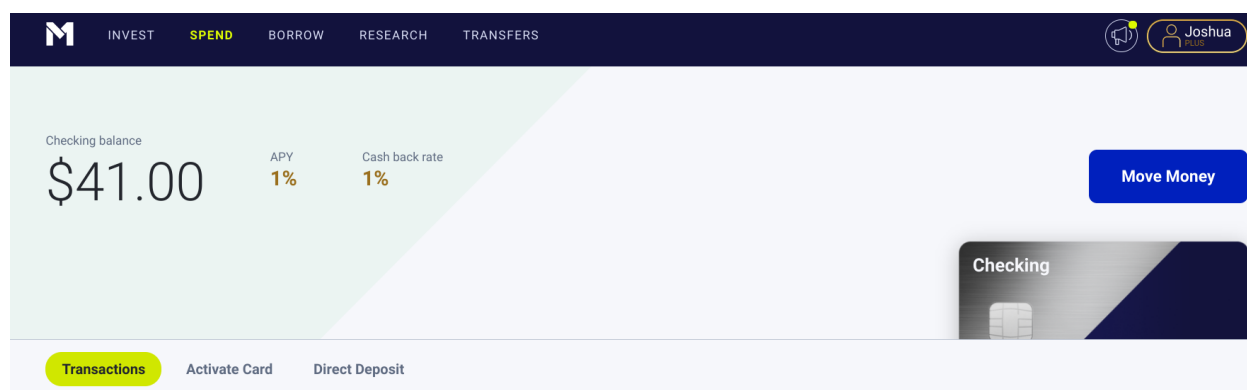 INVEST SPEND BORROW RESEARCH TRANSFERS
Joshua
PLUS
Checking balance
$41.00
APY
1%
Cash back rate
1%
Move Money
Checking
Transactions Activate Card Direct Deposit